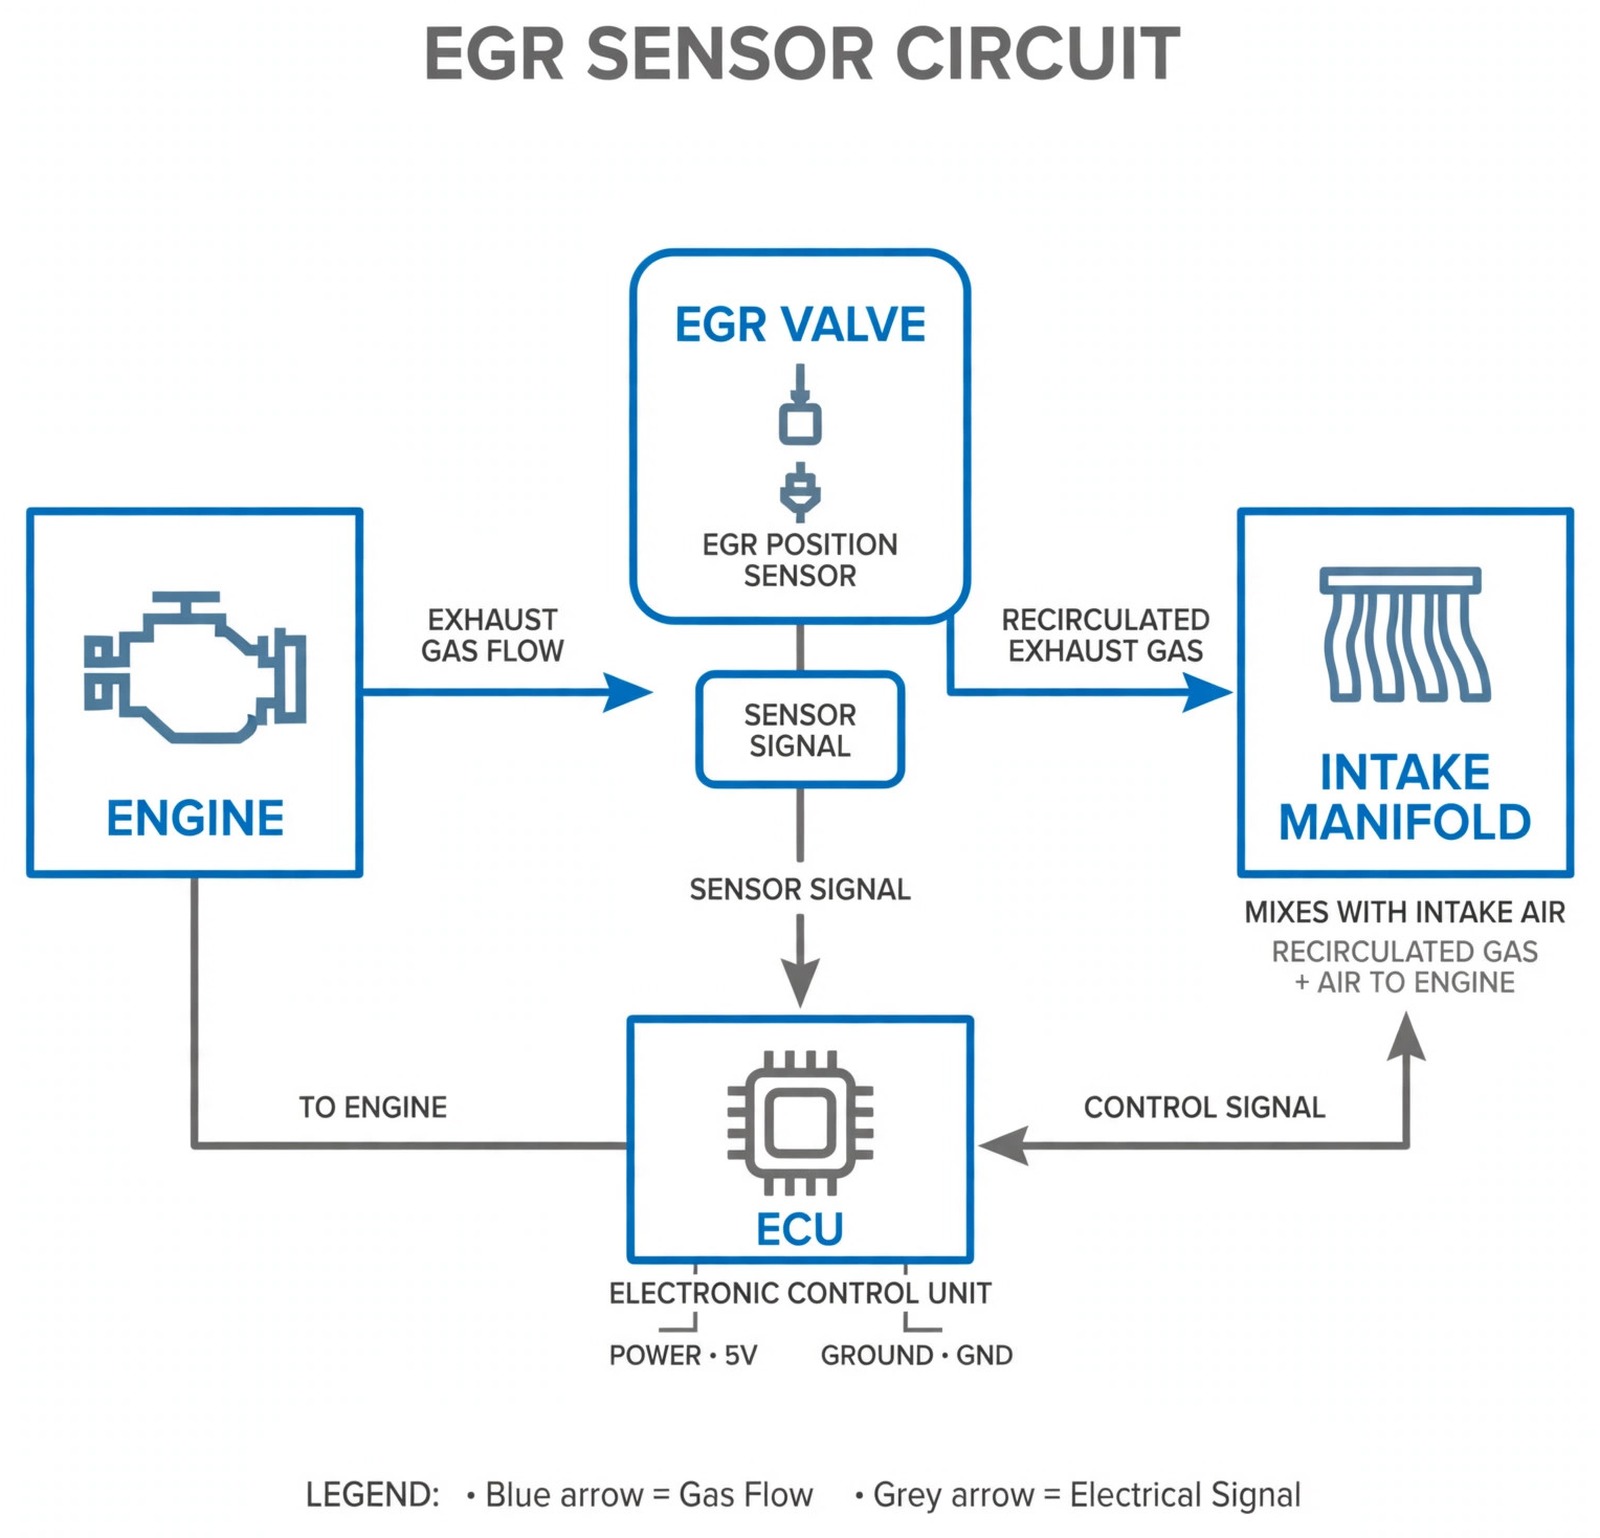 EGR SENSOR CIRCUIT
EGR VALVE
EGR POSITION
SENSOR
EXHAUST
GAS FLOW
RECIRCULATED
EXHAUST GAS
SENSOR
SIGNAL
ENGINE
INTAKE
MANIFOLD
SENSOR SIGNAL
MIXES WITH INTAKE AIR
RECIRCULATED GAS
+ AIR TO ENGINE
TO ENGINE
CONTROL SIGNAL
ECU
ELECTRONIC CONTROL UNIT
POWER • 5V
GROUND • GND
LEGEND: • Blue arrow = Gas Flow • Grey arrow = Electrical Signal